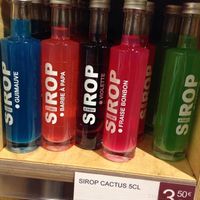 SIROP
• GUIMAUVE
SIROP
• BARBE À PAPA
SIROP
• VIOLETTE
SIROP
• FRAISE BONBON
SIROP
SIROP CACTUS 5CL
3,50€